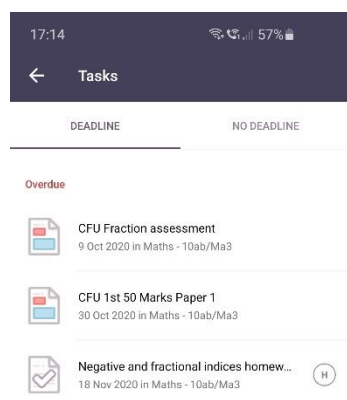 17:14 57%
Tasks
DEADLINE NO DEADLINE
Overdue
CFU Fraction assessment
9 Oct 2020 in Maths - 10ab/Ma3
CFU 1st 50 Marks Paper 1
30 Oct 2020 in Maths - 10ab/Ma3
Negative and fractional indices homew...
H
18 Nov 2020 in Maths - 10ab/Ma3